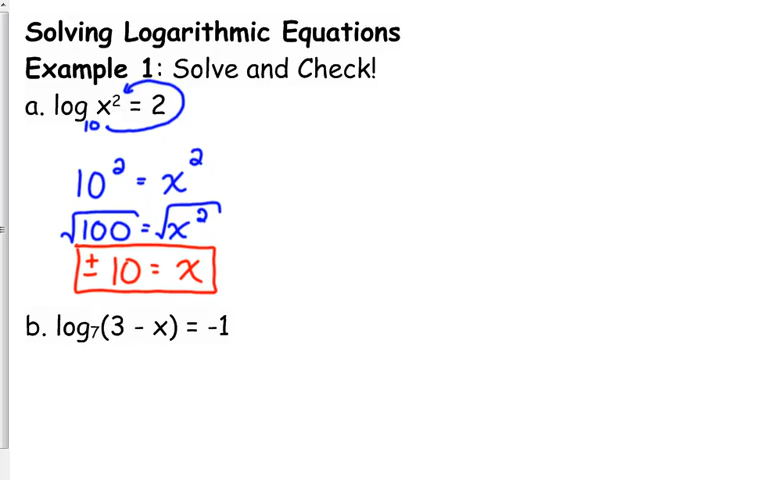 Solving Logarithmic Equations
Example 1: Solve and Check!
a. log₁₀ x² = 2
10² = x²
√100 = √x²
± 10 = x
b. log₇(3 - x) = -1